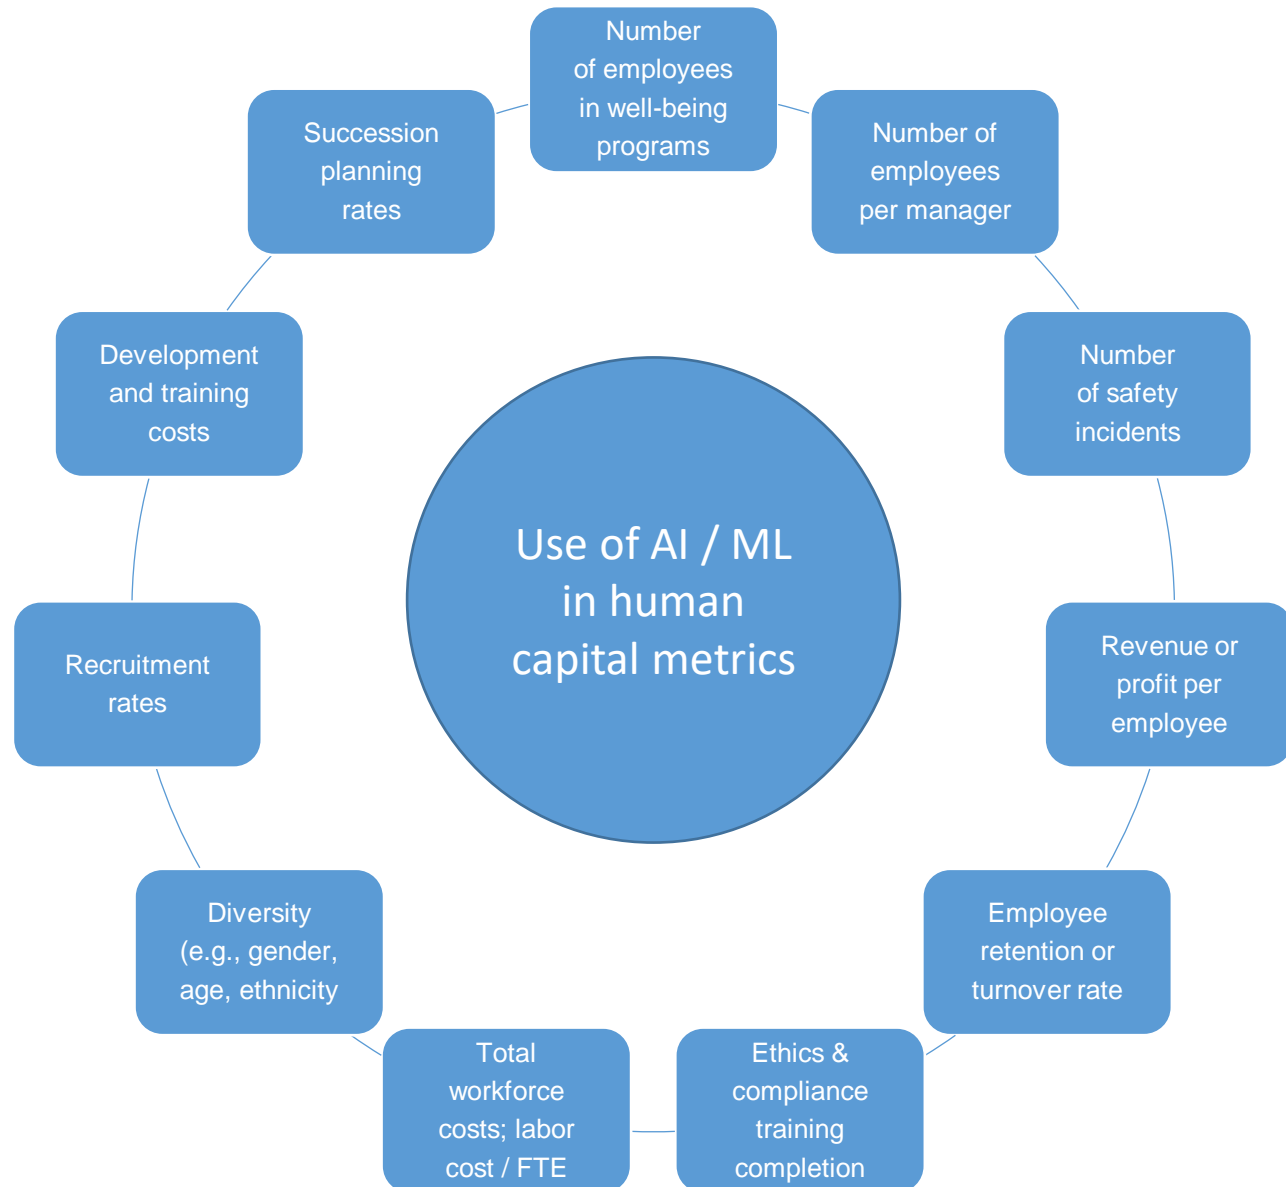 Number
of employees
in well-being
programs
Number of
employees
per manager
Number
of safety
incidents
Revenue or
profit per
employee
Employee
retention or
turnover rate
Ethics &
compliance
training
completion
Total
workforce
costs; labor
cost / FTE
Diversity
(e.g., gender,
age, ethnicity
Recruitment
rates
Development
and training
costs
Succession
planning
rates
Use of AI / ML
in human
capital metrics